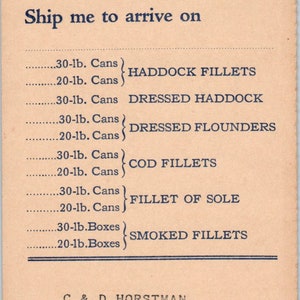 Ship me to arrive on
........30-lb. Cans
.........20-lb. Cans } HADDOCK FILLETS
.........30-lb. Cans DRESSED HADDOCK
.........30-lb. Cans
.........20-lb. Cans } DRESSED FLOUNDERS
.........30-lb. Cans
.........20-lb. Cans } COD FILLETS
.........30-lb. Cans
.........20-lb. Cans } FILLET OF SOLE
.........30-lb.Boxes
.........20-lb.Boxes } SMOKED FILLETS
C & D HORSTMAN